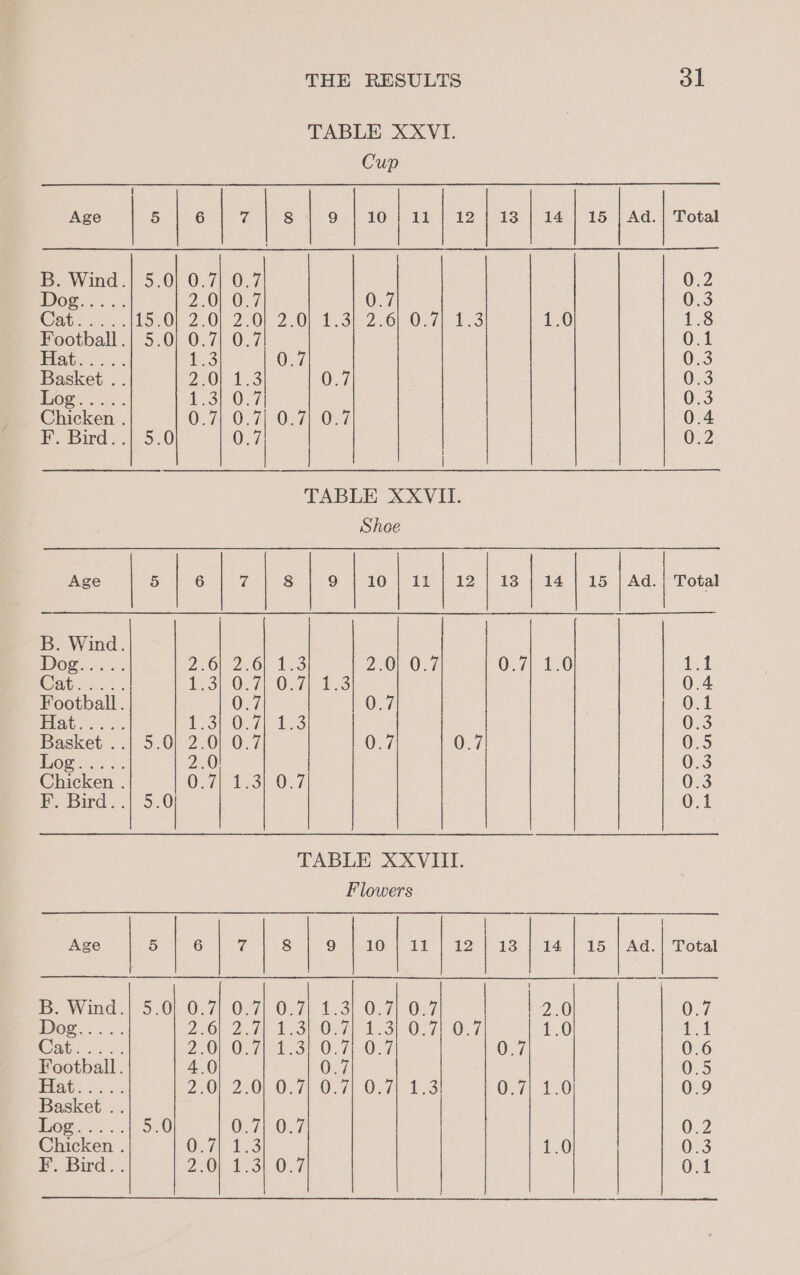 THE RESULTS 31
TABLE XXVI.
Cup
Age 5 6 7 8 9 10 11 12 13 14 15 Ad. Total
B. Wind. 5.0 0.7 0.7 0.2
Dog..... 2.0 0.7 0.7 0.3
Cat..... 15.0 2.0 2.0 2.0 1.3 2.6 0.7 1.3 1.0 1.8
Football. 5.0 0.7 0.7 0.1
Hat..... 1.3 0.7 0.3
Basket .. 2.0 1.3 0.7 0.3
Log..... 1.3 0.7 0.3
Chicken . 0.7 0.7 0.7 0.7 0.4
F. Bird.. 5.0 0.7 0.2
TABLE XXVII.
Shoe
Age 5 6 7 8 9 10 11 12 13 14 15 Ad. Total
B. Wind.
Dog..... 2.6 2.6 1.3 2.0 0.7 0.7 1.0 1.1
Cat..... 1.3 0.7 0.7 1.3 0.4
Football. 0.7 0.7 0.1
Hat..... 1.3 0.7 1.3 0.3
Basket .. 5.0 2.0 0.7 0.7 0.7 0.5
Log..... 2.0 0.3
Chicken . 0.7 1.3 0.7 0.3
F. Bird.. 5.0 0.1
TABLE XXVIII.
Flowers
Age 5 6 7 8 9 10 11 12 13 14 15 Ad. Total
B. Wind. 5.0 0.7 0.7 0.7 1.3 0.7 0.7 2.0 0.7
Dog..... 2.6 2.7 1.3 0.7 1.3 0.7 0.7 1.0 1.1
Cat..... 2.0 0.7 1.3 0.7 0.7 0.7 0.6
Football. 4.0 0.7 0.5
Hat..... 2.0 2.0 0.7 0.7 0.7 1.3 0.7 1.0 0.9
Basket ..
Log..... 5.0 0.7 0.7 0.2
Chicken . 0.7 1.3 1.0 0.3
F. Bird.. 2.0 1.3 0.7 0.1